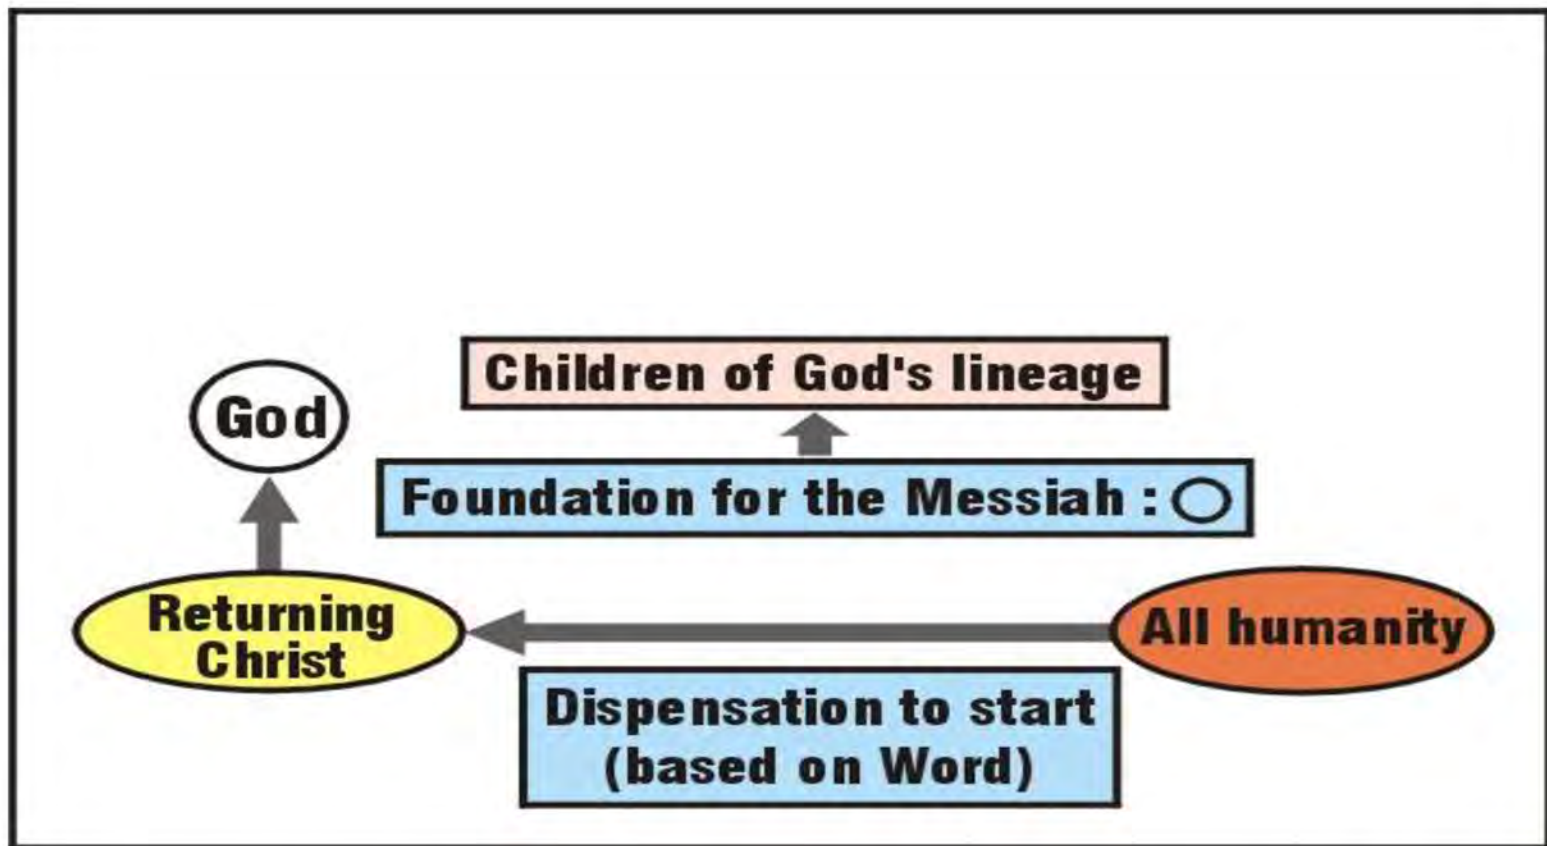 Children of God's lineage
God
Foundation for the Messiah : ○
Returning
Christ
All humanity
Dispensation to start
(based on Word)